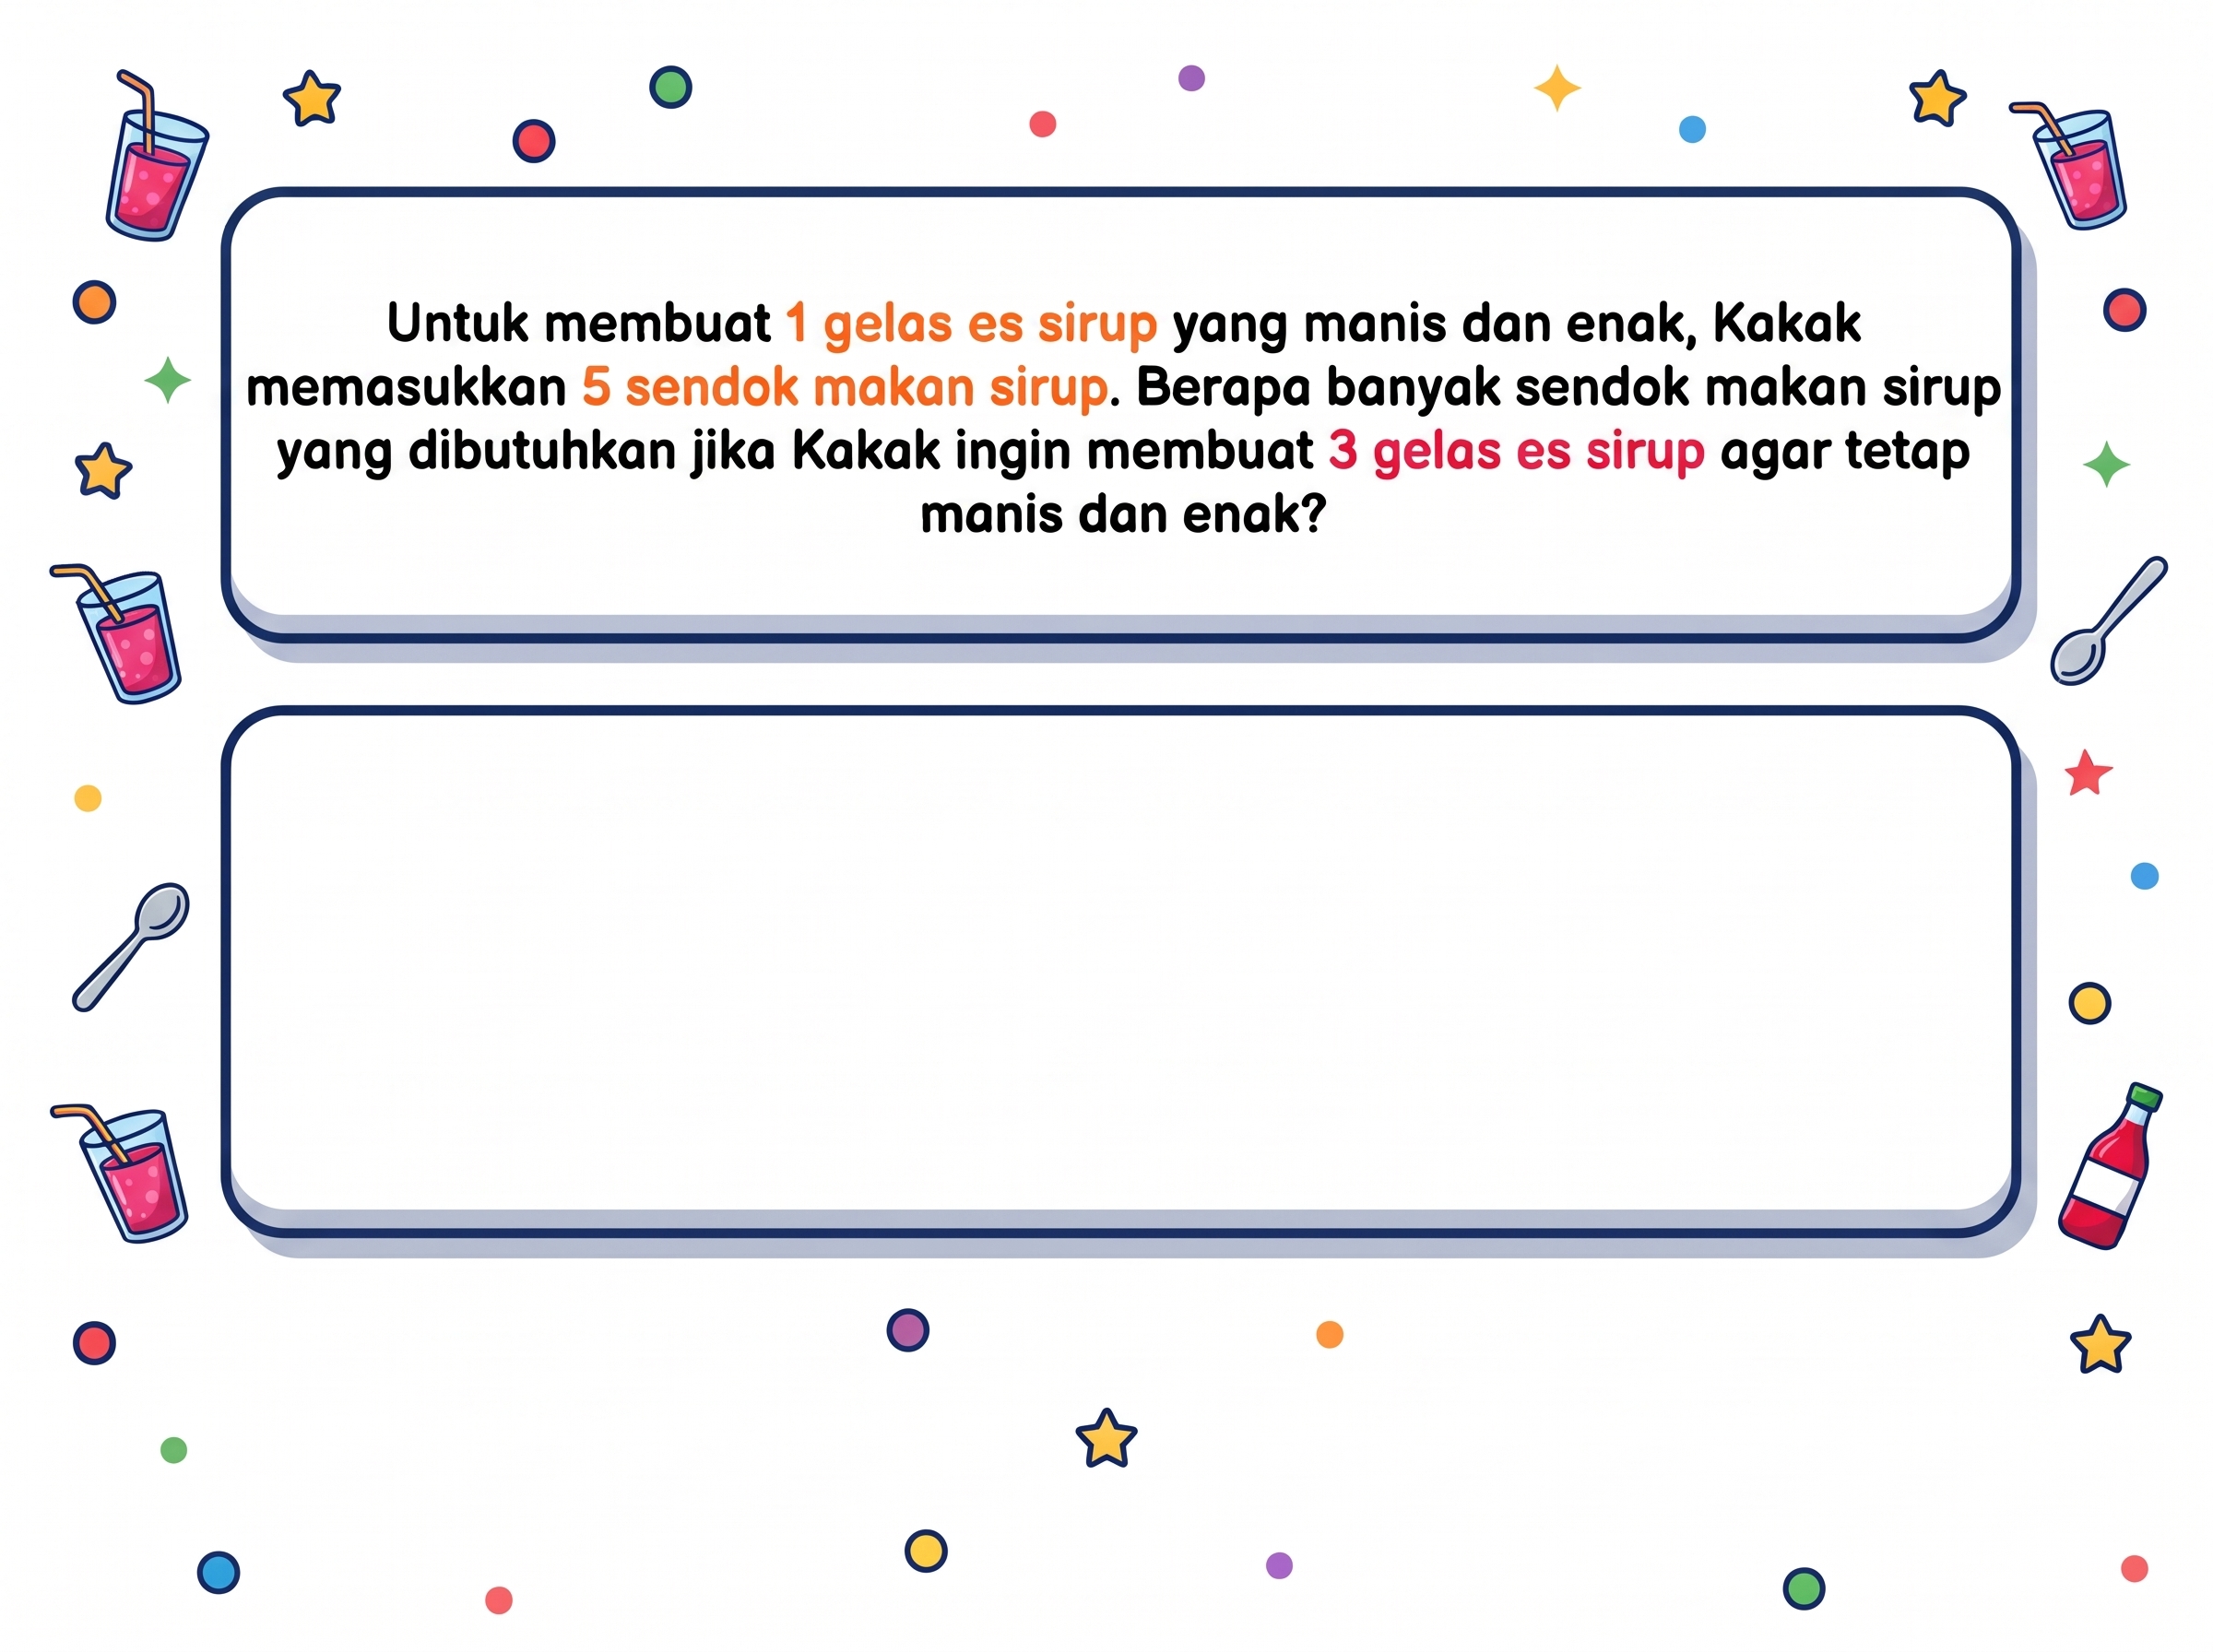 Untuk membuat 1 gelas es sirup yang manis dan enak, Kakak
memasukkan 5 sendok makan sirup. Berapa banyak sendok makan sirup
yang dibutuhkan jika Kakak ingin membuat 3 gelas es sirup agar tetap
manis dan enak?